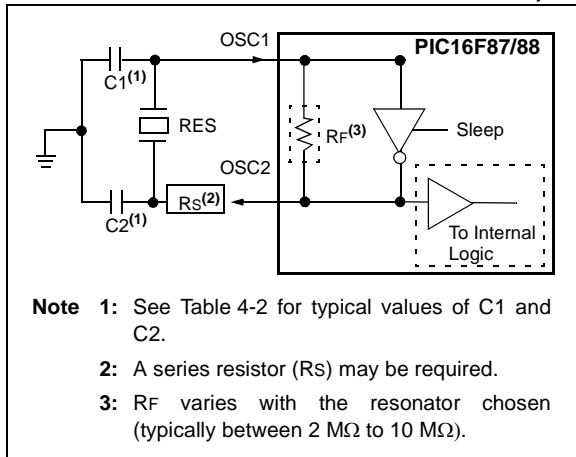 OSC1
PIC16F87/88
C1(1)
RES
RF(3)
Sleep
OSC2
RS(2)
C2(1)
To Internal
Logic
Note 1: See Table 4-2 for typical values of C1 and
C2.
2: A series resistor (RS) may be required.
3: RF varies with the resonator chosen
(typically between 2 MΩ to 10 MΩ).